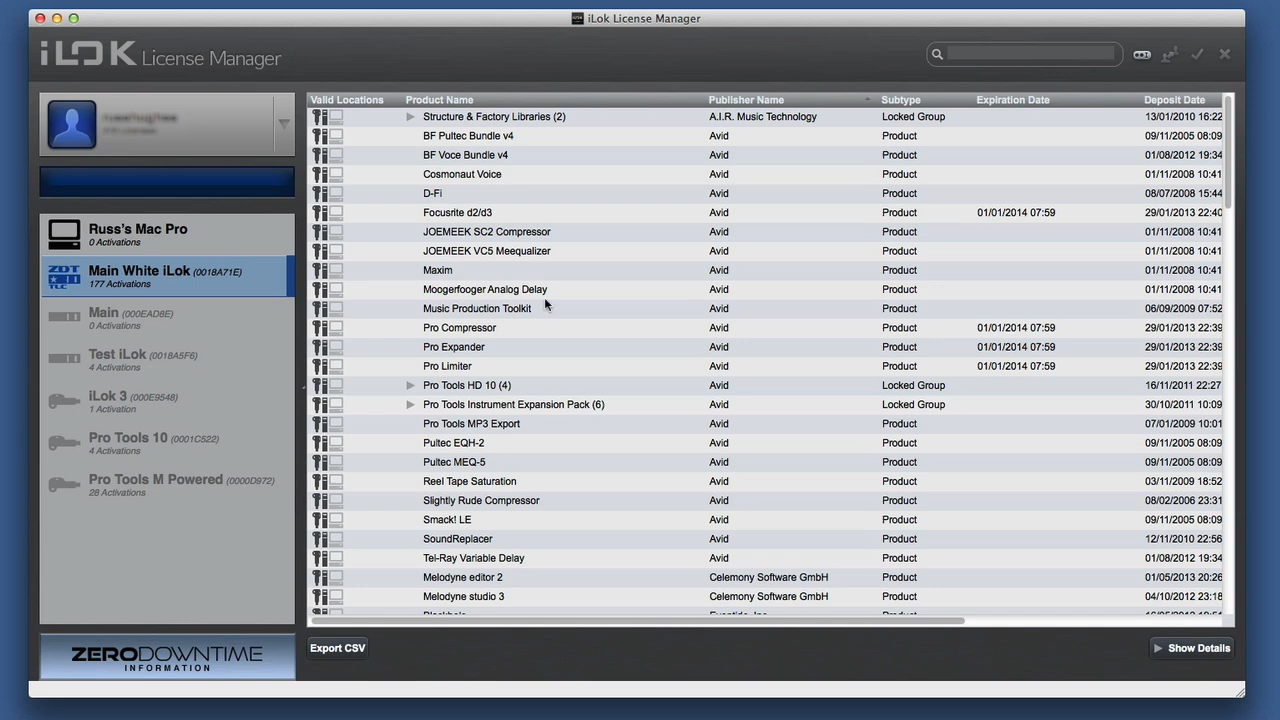 iLok License Manager
iLOK License Manager
Russ's Mac Pro
0 Activations
ZDT
TLC
Main White iLok (0018A71E)
177 Activations
Main (000EAD8E)
0 Activations
Test iLok (0018A5F6)
4 Activations
iLok 3 (000E9548)
1 Activation
Pro Tools 10 (0001C522)
4 Activations
Pro Tools M Powered (0000D972)
28 Activations
ZERODOWNTIME
INFORMATION
Valid Locations Product Name Publisher Name Subtype Expiration Date Deposit Date
Structure & Factory Libraries (2) A.I.R. Music Technology Locked Group 13/01/2010 16:22
BF Pultec Bundle v4 Avid Product 09/11/2005 08:09
BF Voce Bundle v4 Avid Product 01/08/2012 19:34
Cosmonaut Voice Avid Product 01/11/2008 10:41
D-Fi Avid Product 08/07/2008 15:44
Focusrite d2/d3 Avid Product 01/01/2014 07:59 29/01/2013 22:40
JOEMEEK SC2 Compressor Avid Product 01/11/2008 10:41
JOEMEEK VC5 Meequalizer Avid Product 01/11/2008 10:41
Maxim Avid Product 01/11/2008 10:41
Moogerfooger Analog Delay Avid Product 01/11/2008 10:41
Music Production Toolkit Avid Product 06/09/2009 07:52
Pro Compressor Avid Product 01/01/2014 07:59 29/01/2013 22:39
Pro Expander Avid Product 01/01/2014 07:59 29/01/2013 22:39
Pro Limiter Avid Product 01/01/2014 07:59 29/01/2013 22:39
Pro Tools HD 10 (4) Avid Locked Group 16/11/2011 22:27
Pro Tools Instrument Expansion Pack (6) Avid Locked Group 30/10/2011 10:09
Pro Tools MP3 Export Avid Product 07/01/2009 10:01
Pultec EQH-2 Avid Product 09/11/2005 08:09
Pultec MEQ-5 Avid Product 09/11/2005 08:09
Reel Tape Saturation Avid Product 03/11/2009 18:52
Slightly Rude Compressor Avid Product 08/02/2006 23:31
Smack! LE Avid Product 09/11/2005 08:09
SoundReplacer Avid Product 12/11/2010 20:56
Tel-Ray Variable Delay Avid Product 01/08/2012 19:34
Melodyne editor 2 Celemony Software GmbH Product 01/05/2013 20:26
Melodyne studio 3 Celemony Software GmbH Product 04/10/2012 23:18
Export CSV
Show Details